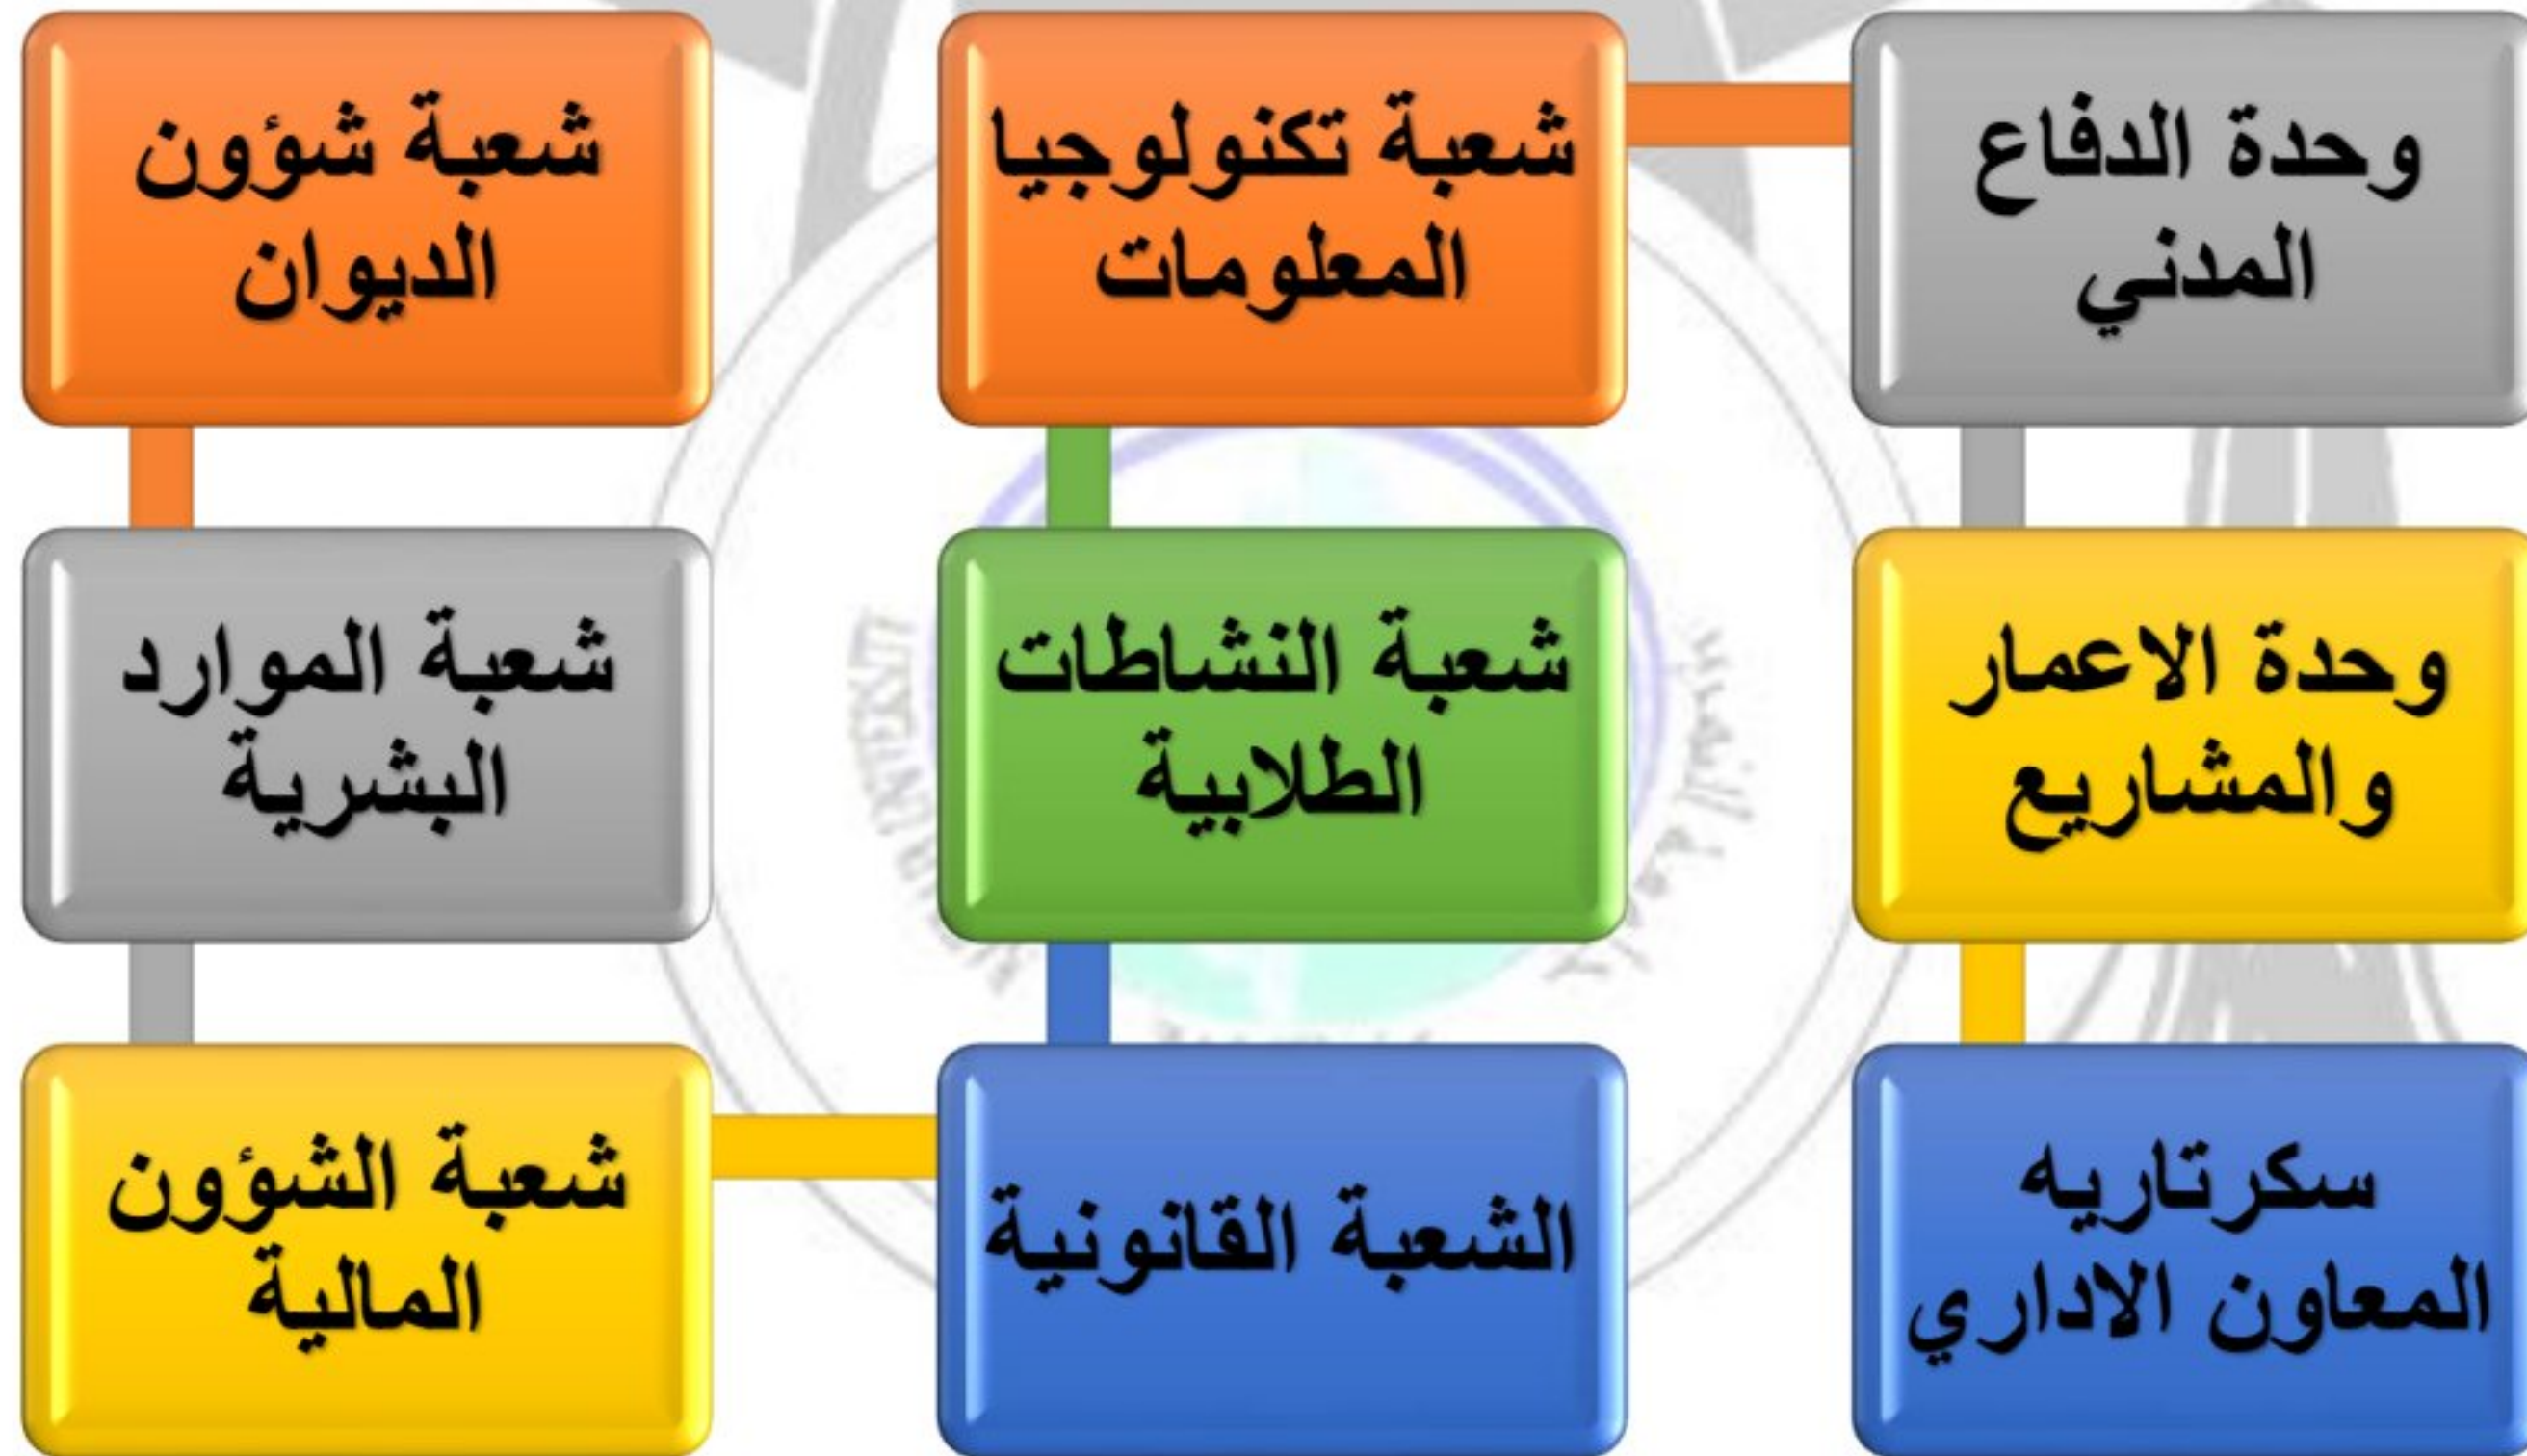 شعبة شؤون
الديوان
شعبة الموارد
البشرية
شعبة الشؤون
المالية
الشعبة القانونية
شعبة النشاطات
الطلابية
شعبة تكنولوجيا
المعلومات
وحدة الدفاع
المدني
وحدة الاعمار
والمشاريع
سكرتاريه
المعاون الاداري